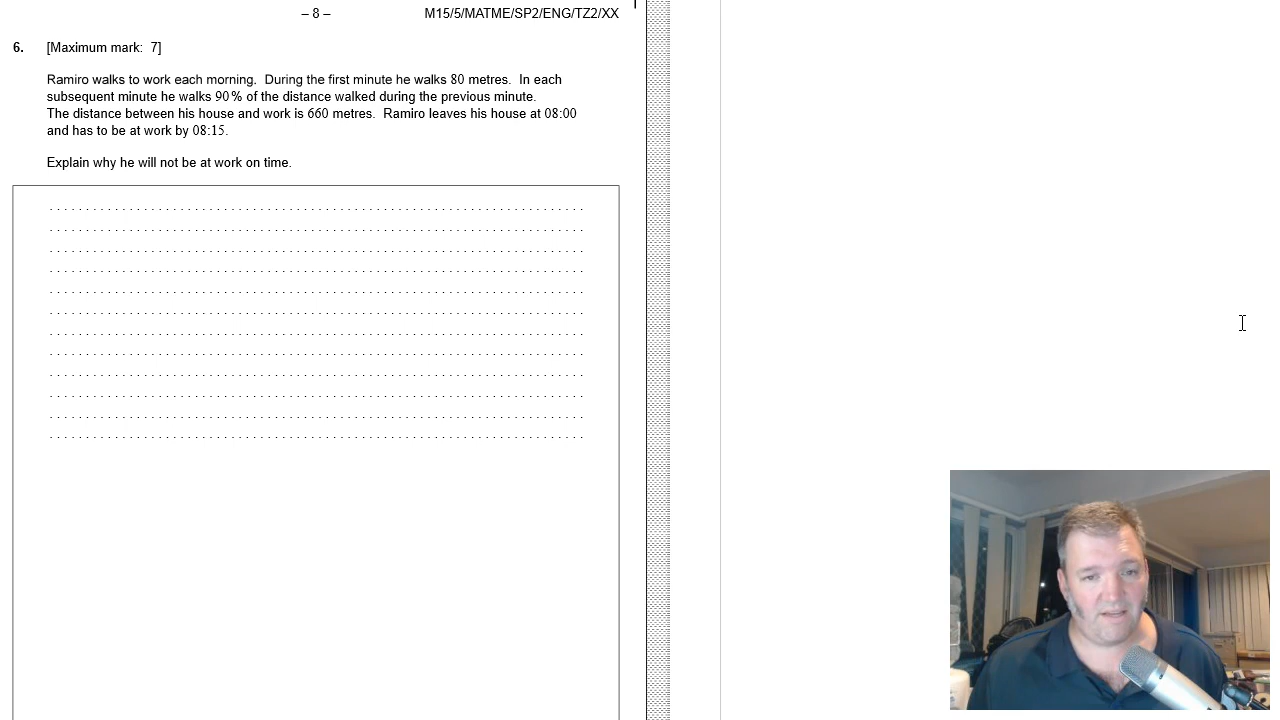 – 8 –
M15/5/MATME/SP2/ENG/TZ2/XX
6. [Maximum mark: 7]
Ramiro walks to work each morning. During the first minute he walks 80 metres. In each
subsequent minute he walks 90% of the distance walked during the previous minute.
The distance between his house and work is 660 metres. Ramiro leaves his house at 08:00
and has to be at work by 08:15.
Explain why he will not be at work on time.